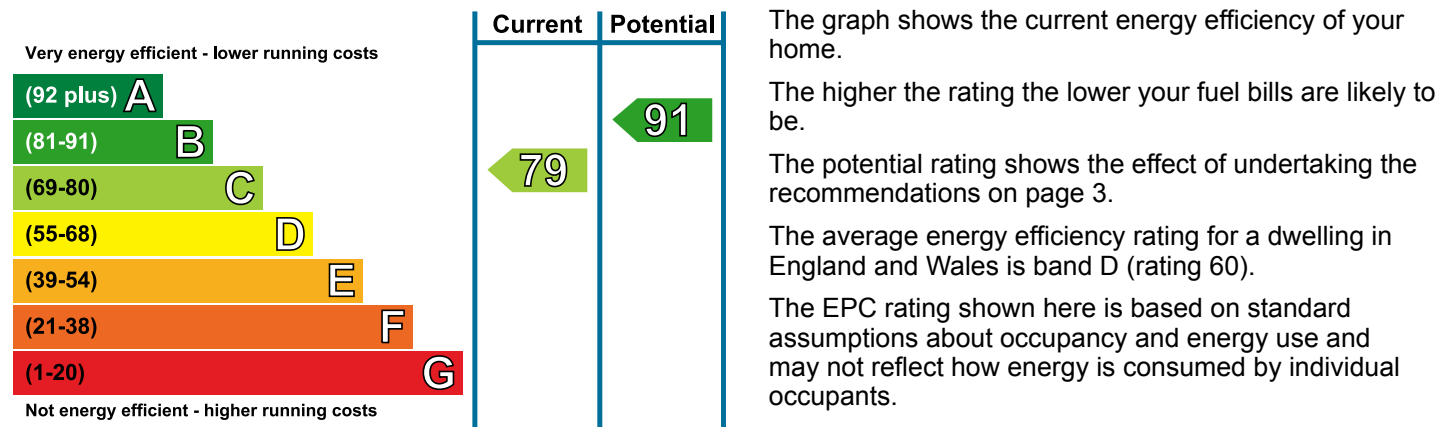 Current Potential
Very energy efficient - lower running costs
(92 plus) A
(81-91) B
(69-80) C
(55-68) D
(39-54) E
(21-38) F
(1-20) G
Not energy efficient - higher running costs
79
91
The graph shows the current energy efficiency of your
home.
The higher the rating the lower your fuel bills are likely to
be.
The potential rating shows the effect of undertaking the
recommendations on page 3.
The average energy efficiency rating for a dwelling in
England and Wales is band D (rating 60).
The EPC rating shown here is based on standard
assumptions about occupancy and energy use and
may not reflect how energy is consumed by individual
occupants.